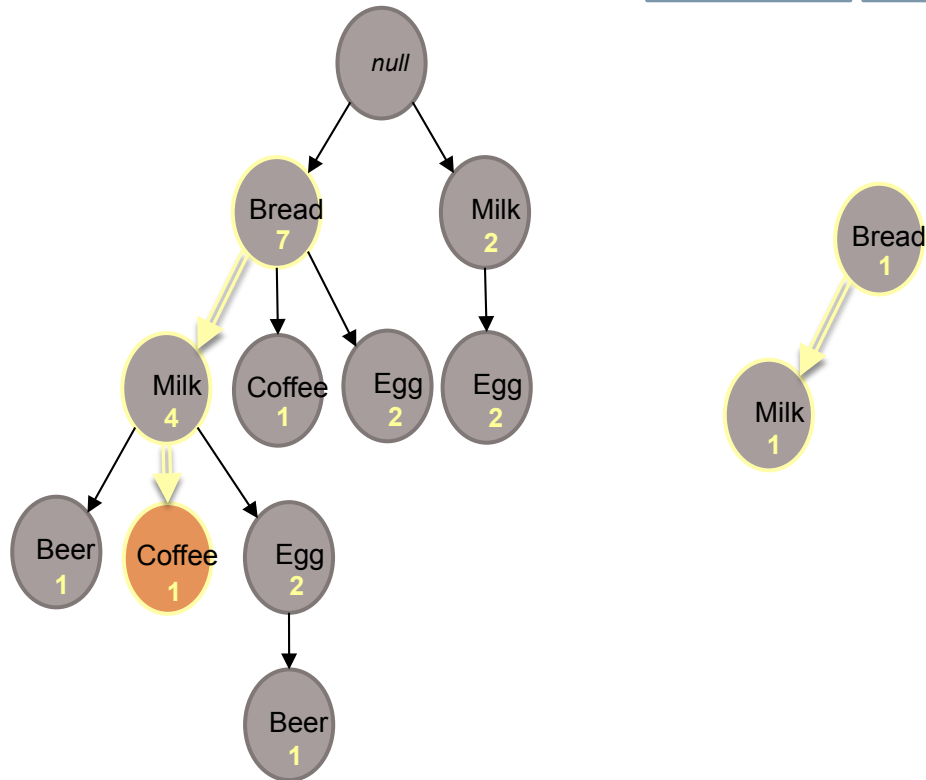 null
Bread
7
Milk
2
Bread
1
Milk
4
Coffee
1
Egg
2
Egg
2
Milk
1
Beer
1
Coffee
1
Egg
2
Beer
1